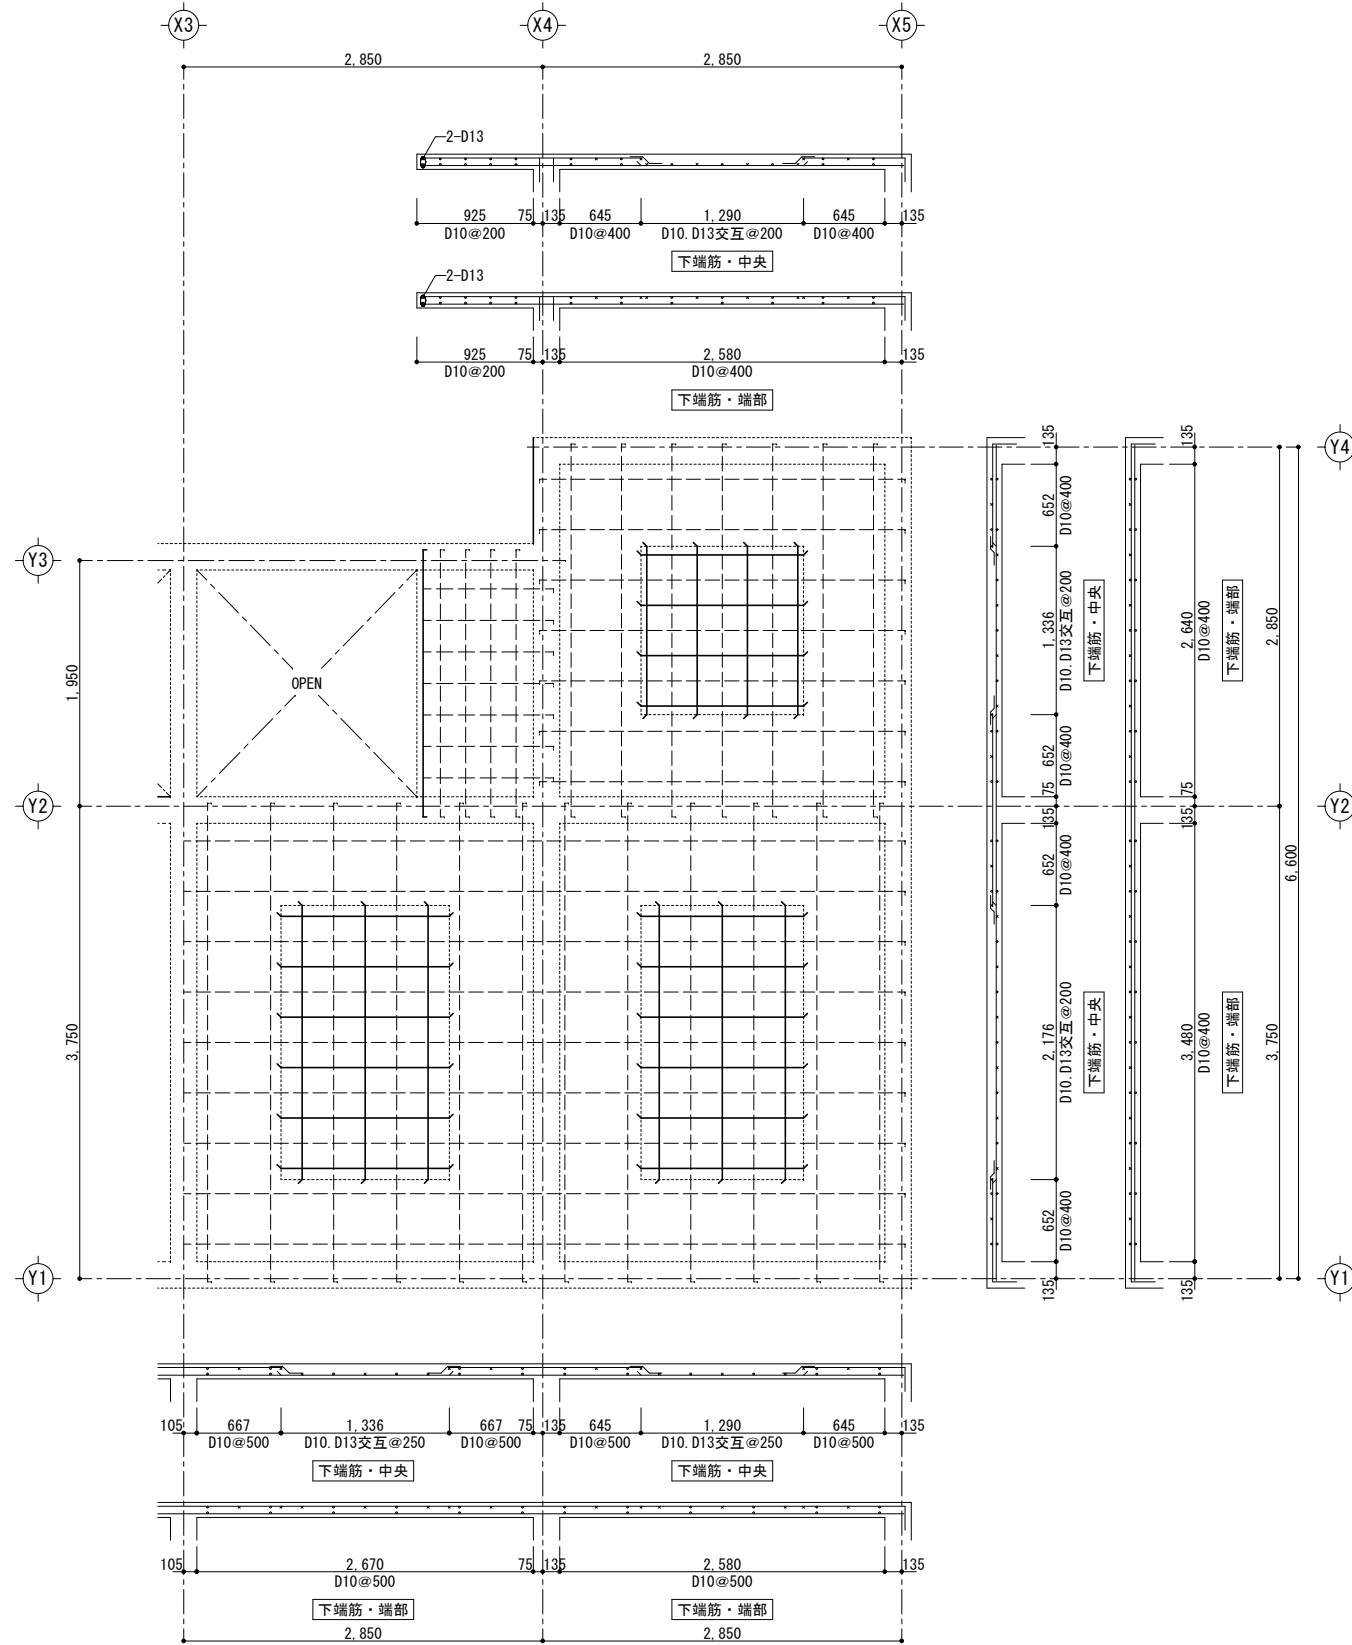 X3
X4
X5
2,850
2,850
2-D13
925
75
135
645
1,290
645
135
D10@200
D10@400
D10.D13交互@200
D10@400
下端筋・中央
2-D13
925
75
135
2,580
135
D10@200
D10@400
下端筋・端部
Y4
Y3
Y2
Y1
1,950
3,750
OPEN
135
652
D10@400
1,336
D10.D13交互@200
下端筋・中央
652
D10@400
75
135
652
D10@400
2,176
D10.D13交互@200
下端筋・中央
652
D10@400
135
135
2,640
D10@400
下端筋・端部
75
135
3,480
D10@400
下端筋・端部
135
2,850
3,750
6,600
Y2
Y1
105
667
1,336
667
75
135
645
1,290
645
135
D10@500
D10.D13交互@250
D10@500
D10@500
D10.D13交互@250
D10@500
下端筋・中央
下端筋・中央
105
2,670
75
135
2,580
135
D10@500
D10@500
下端筋・端部
下端筋・端部
2,850
2,850